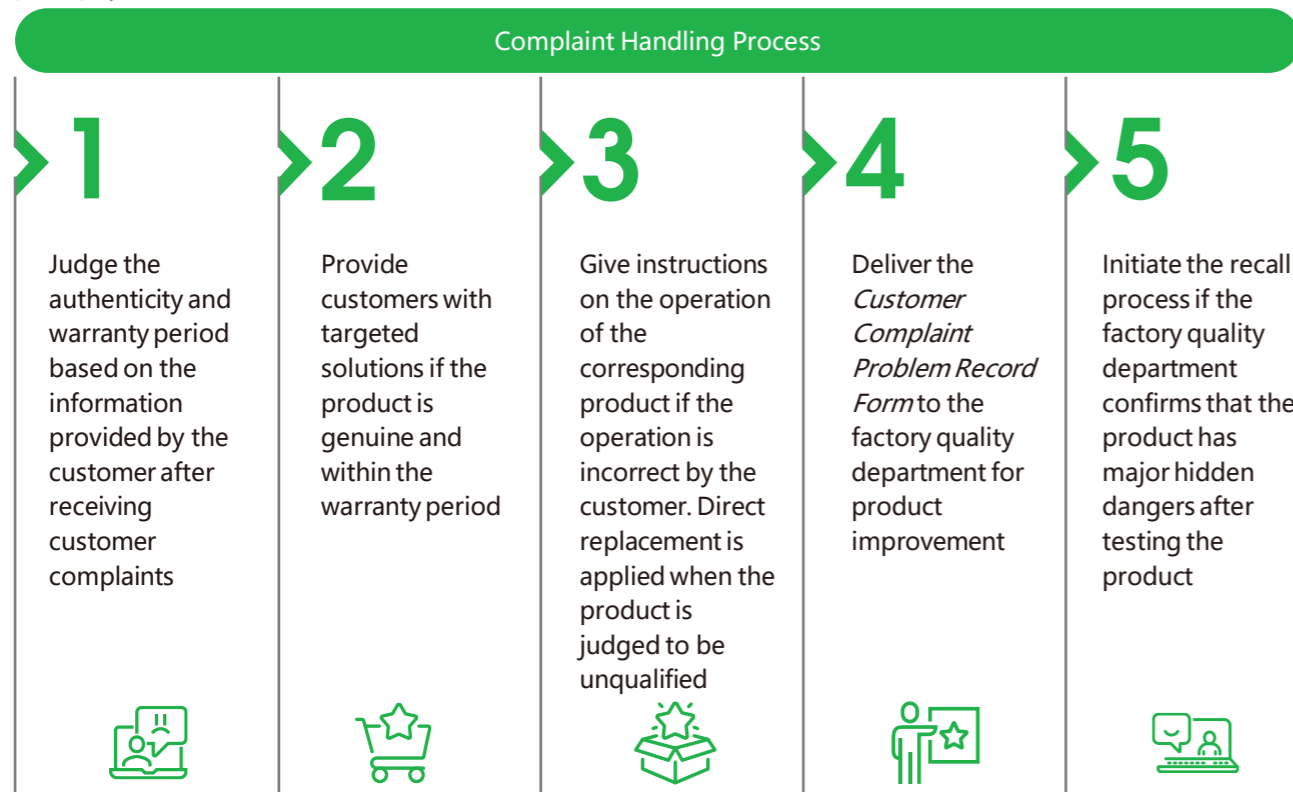 Complaint Handling Process
1
Judge the
authenticity and
warranty period
based on the
information
provided by the
customer after
receiving
customer
complaints
2
Provide
customers with
targeted
solutions if the
product is
genuine and
within the
warranty period
3
Give instructions
on the operation
of the
corresponding
product if the
operation is
incorrect by the
customer. Direct
replacement is
applied when the
product is
judged to be
unqualified
4
Deliver the
Customer
Complaint
Problem Record
Form to the
factory quality
department for
product
improvement
5
Initiate the recall
process if the
factory quality
department
confirms that the
product has
major hidden
dangers after
testing the
product